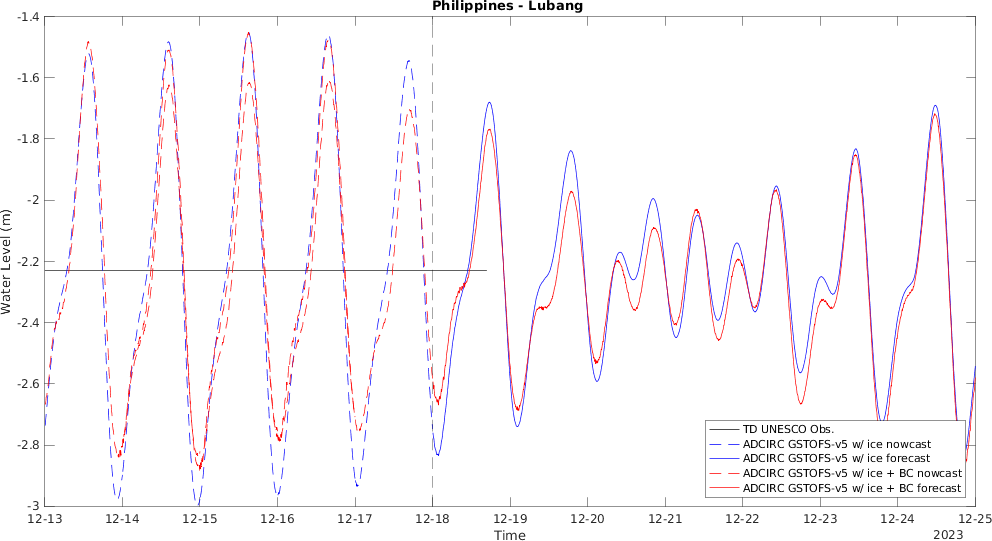 Philippines - Lubang
-1.4
-1.6
-1.8
-2
-2.2
-2.4
-2.6
-2.8
-3
Water Level (m)
TD UNESCO Obs.
ADCIRC GSTOFS-v5 w/ ice nowcast
ADCIRC GSTOFS-v5 w/ ice forecast
ADCIRC GSTOFS-v5 w/ ice + BC nowcast
ADCIRC GSTOFS-v5 w/ ice + BC forecast
12-13 12-14 12-15 12-16 12-17 12-18 12-19 12-20 12-21 12-22 12-23 12-24 12-25
Time
2023